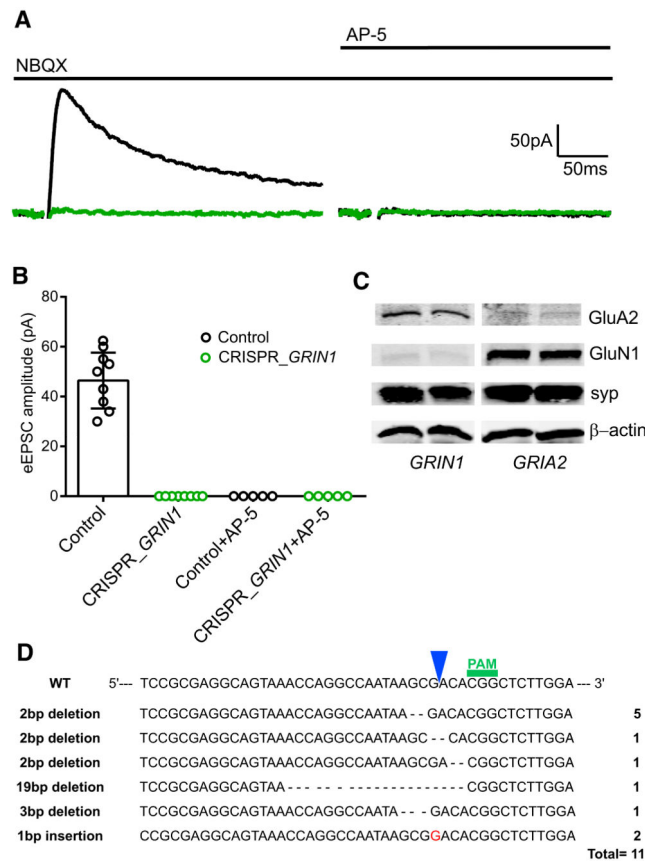 A
AP-5
NBQX
50pA
50ms
B
eEPSC amplitude (pA)
80
60
40
20
0
Control
CRISPR_GRIN1
Control
CRISPR_GRIN1
Control+AP-5
CRISPR_GRIN1+AP-5
C
GluA2
GluN1
syp
β–actin
GRIN1 GRIA2
D
PAM
WT 5'--- TCCGCGAGGCAGTAAACCAGGCCAATAAGCGACACGGCTCTTGGA --- 3'
2bp deletion TCCGCGAGGCAGTAAACCAGGCCAATAA--GACACGGCTCTTGGA 5
2bp deletion TCCGCGAGGCAGTAAACCAGGCCAATAAGC--CACGGCTCTTGGA 1
2bp deletion TCCGCGAGGCAGTAAACCAGGCCAATAAGCGA--CGGCTCTTGGA 1
19bp deletion TCCGCGAGGCAGTAA-------------------CGGCTCTTGGA 1
3bp deletion TCCGCGAGGCAGTAAACCAGGCCAATA---GACACGGCTCTTGGA 1
1bp insertion CCGCGAGGCAGTAAACCAGGCCAATAAGCGGACACGGCTCTTGGA 2
Total= 11